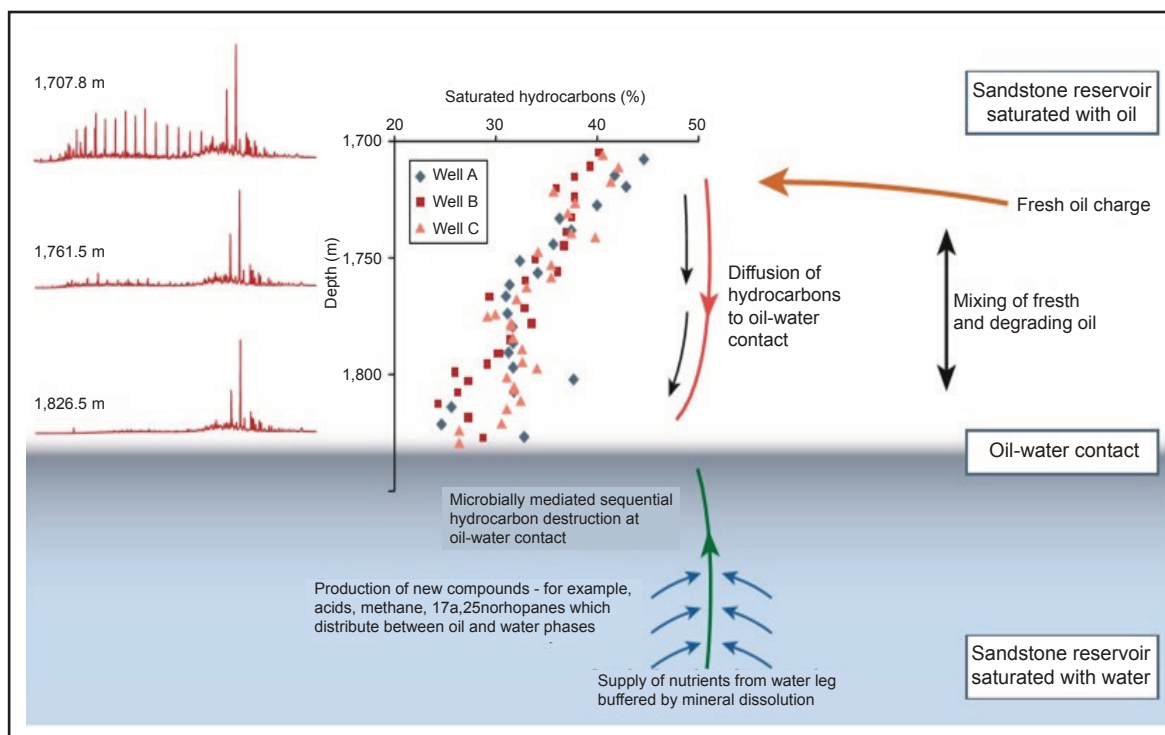 1,707.8 m
1,761.5 m
1,826.5 m
Saturated hydrocarbons (%)
20
30
40
50
1,700
1,750
1,800
Depth (m)
Well A
Well B
Well C
Sandstone reservoir
saturated with oil
Fresh oil charge
Diffusion of
hydrocarbons
to oil-water
contact
Mixing of fresth
and degrading oil
Oil-water contact
Microbially mediated sequential
hydrocarbon destruction at
oil-water contact
Production of new compounds - for example,
acids, methane, 17a,25norhopanes which
distribute between oil and water phases
Supply of nutrients from water leg
buffered by mineral dissolution
Sandstone reservoir
saturated with water